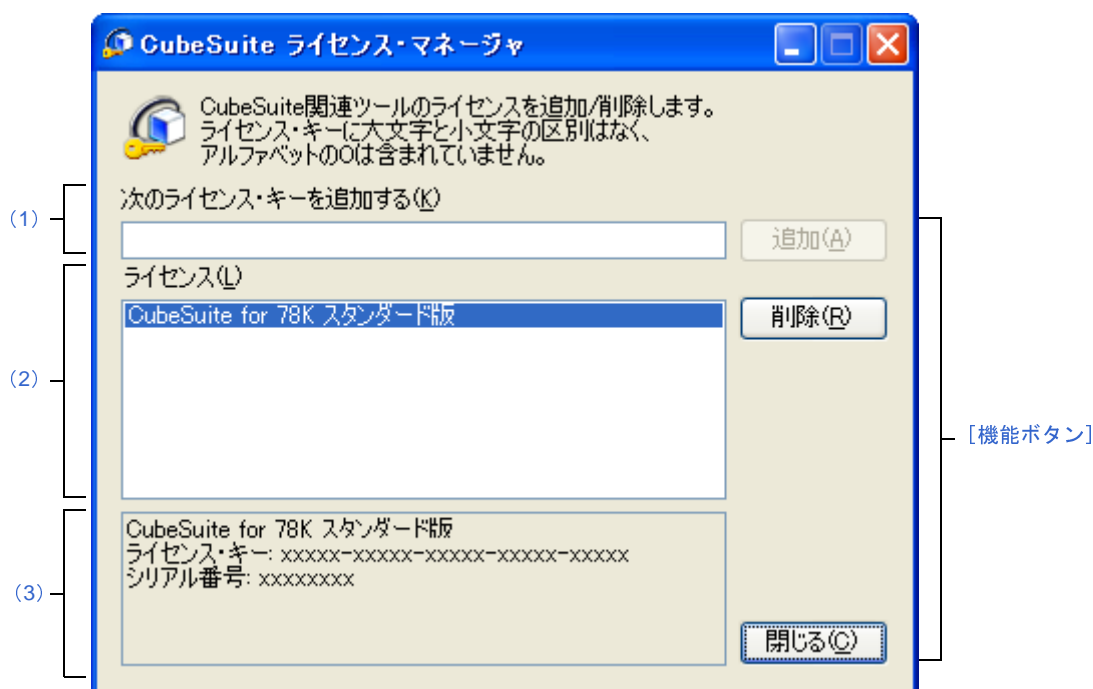 CubeSuite ライセンス・マネージャ
CubeSuite関連ツールのライセンスを追加/削除します。
ライセンス・キーに大文字と小文字の区別はなく、
アルファベットのOは含まれていません。
(1)
次のライセンス・キーを追加する(K)
追加(A)
(2)
ライセンス(L)
CubeSuite for 78K スタンダード版
削除(R)
[機能ボタン]
(3)
CubeSuite for 78K スタンダード版
ライセンス・キー: xxxxx-xxxxx-xxxxx-xxxxx-xxxxx
シリアル番号: xxxxxxxx
閉じる(C)